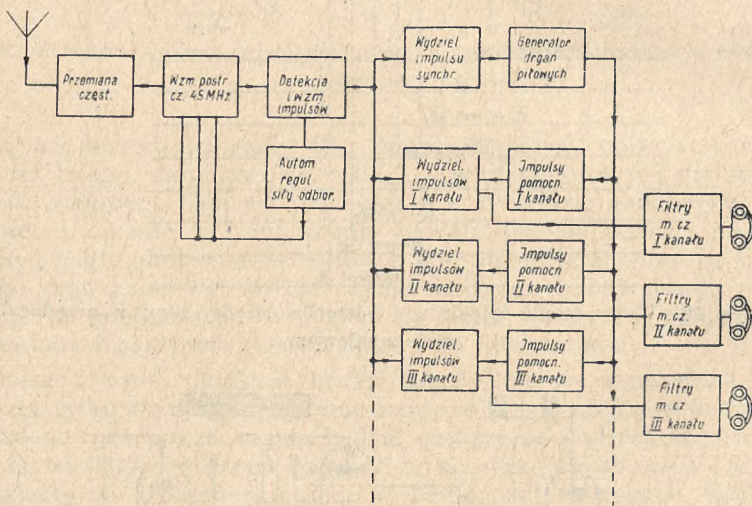 Przemiana
częst.
Wzm. postr.
cz. 45MHz
Detekcja
i wzm.
impulsów
Autom
regul
siły odbior.
Wydziel.
impulsu
synchr.
Generator
drgań
piłowych
Wydziel.
impulsów
I kanału
Impulsy
pomocn.
I kanału
Filtry
m.cz
I kanału
Wydziel.
impulsów
II kanału
Impulsy
pomocn
II kanału
Filtry
m.cz.
II kanału
Wydziel.
impulsów
III kanału
Impulsy
pomocn.
III kanału
Filtry
m.cz
III kanału